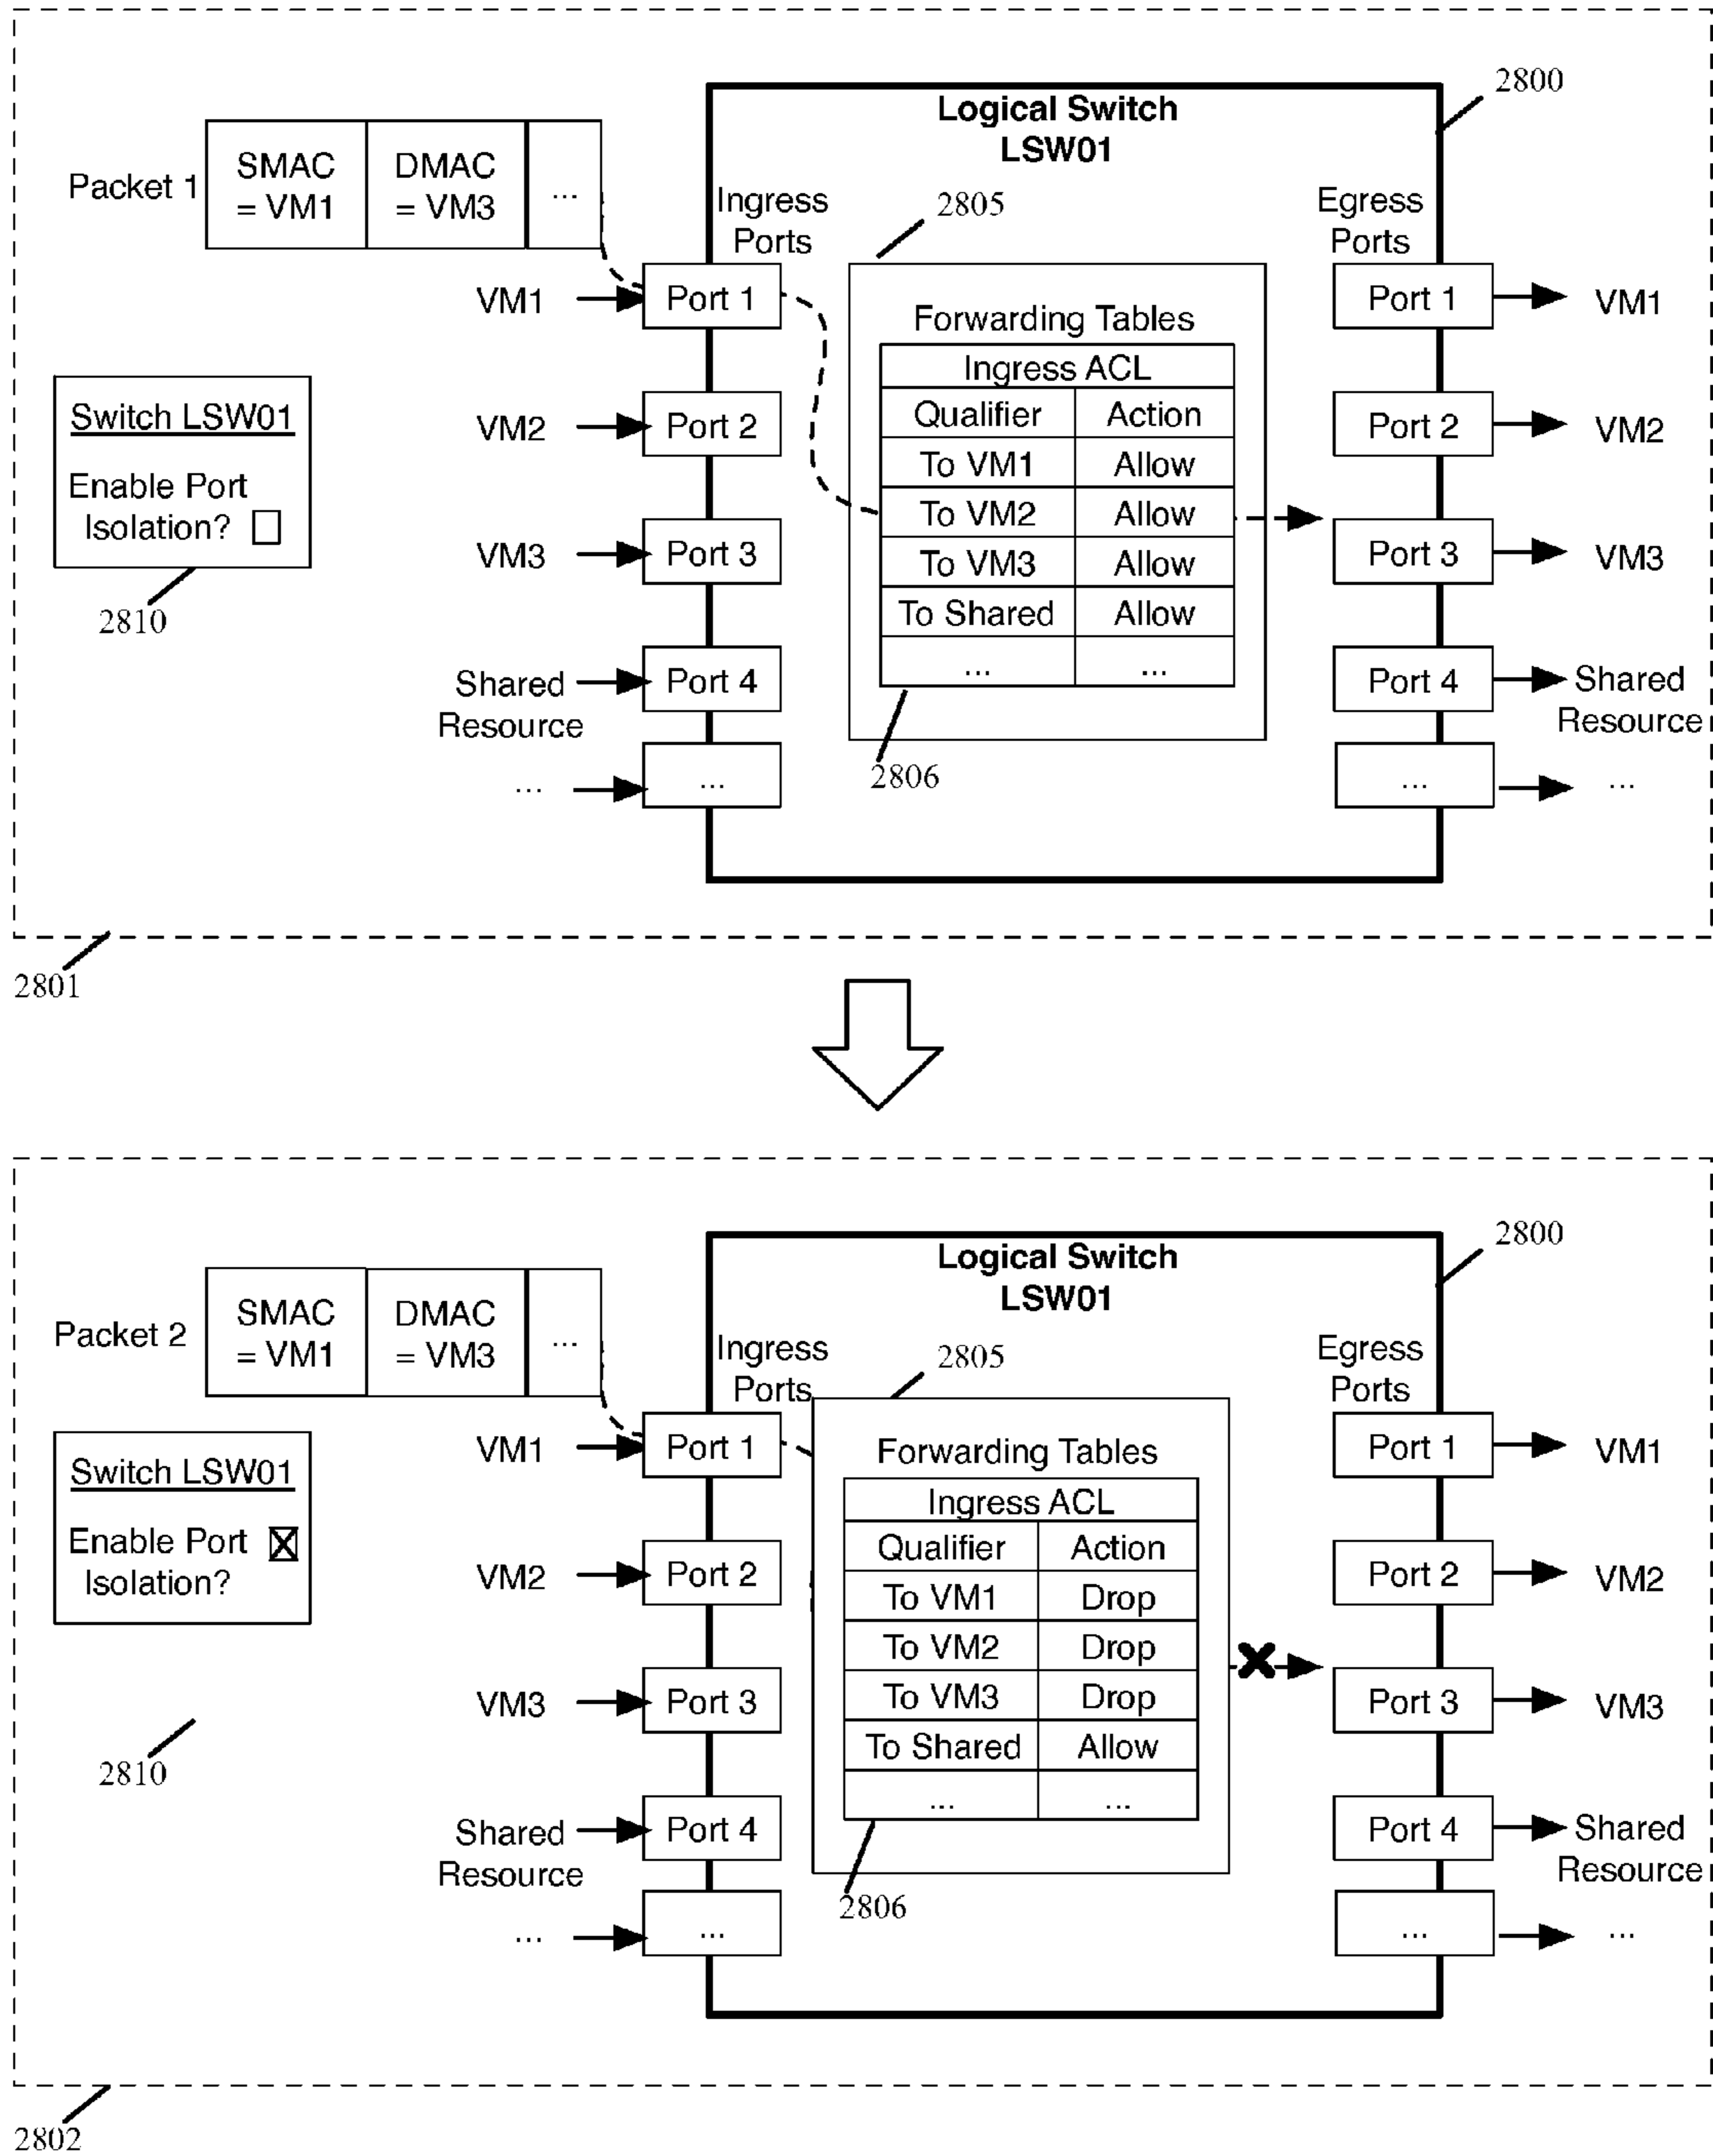 2800
Logical Switch
LSW01
Packet 1
SMAC
= VM1
DMAC
= VM3
...
Ingress
Ports
2805
Egress
Ports
VM1
Port 1
Forwarding Tables
Port 1
VM1
Ingress ACL
Qualifier
Action
Switch LSW01
Enable Port
Isolation?
VM2
Port 2
To VM1
Allow
Port 2
VM2
To VM2
Allow
VM3
Port 3
To VM3
Allow
Port 3
VM3
2810
To Shared
Allow
...
...
Shared
Resource
Port 4
Port 4
Shared
Resource
2806
...
...
...
...
2801
2800
Logical Switch
LSW01
Packet 2
SMAC
= VM1
DMAC
= VM3
...
Ingress
Ports
2805
Egress
Ports
VM1
Port 1
Forwarding Tables
Port 1
VM1
Ingress ACL
Qualifier
Action
Switch LSW01
Enable Port
Isolation?
VM2
Port 2
To VM1
Drop
Port 2
VM2
To VM2
Drop
VM3
Port 3
To VM3
Drop
Port 3
VM3
2810
To Shared
Allow
...
...
Shared
Resource
Port 4
Port 4
Shared
Resource
2806
...
...
...
...
2802